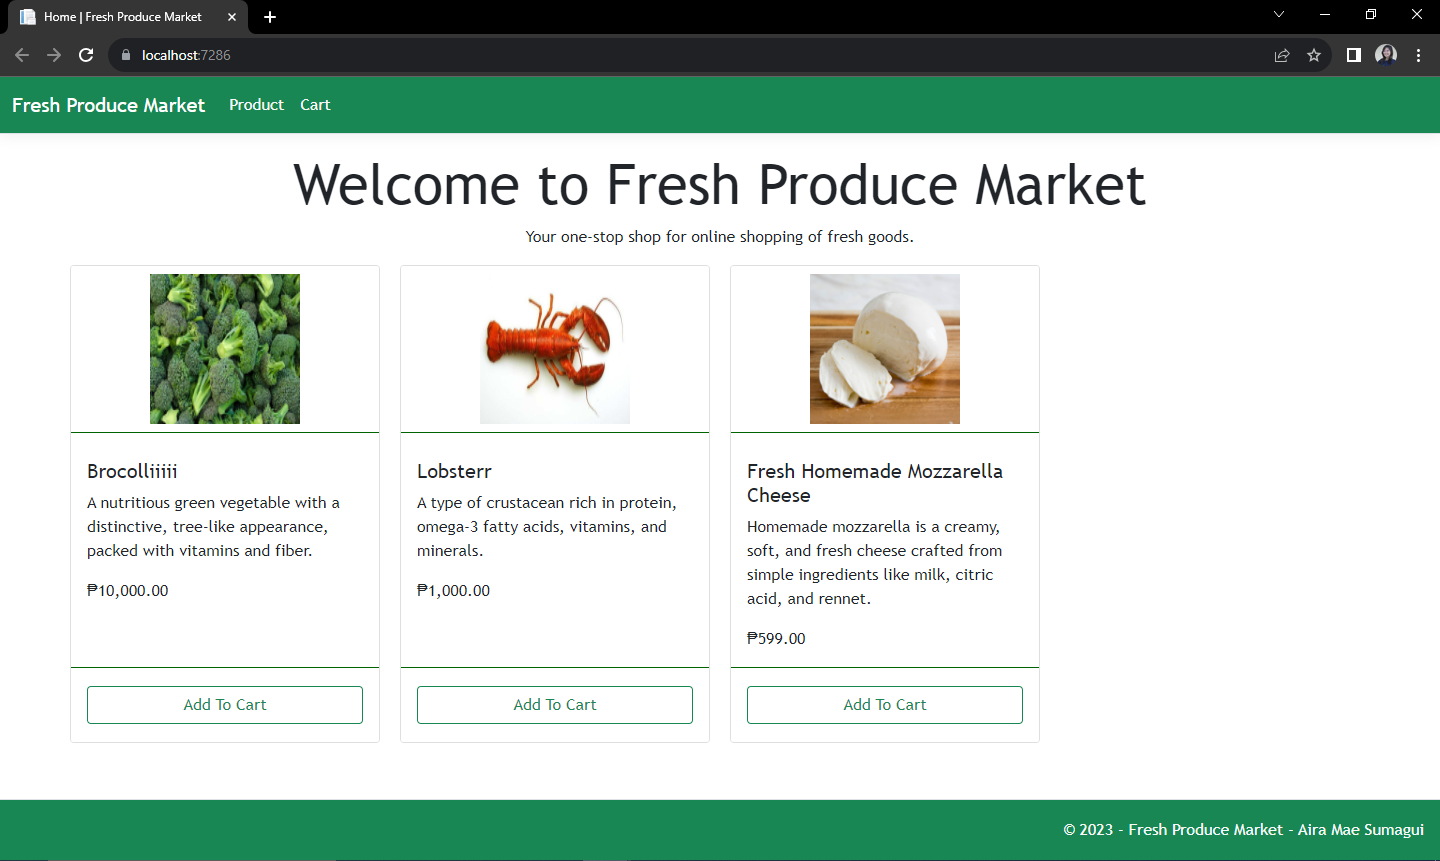 Home | Fresh Produce Market
localhost:7286
Fresh Produce Market Product Cart
Welcome to Fresh Produce Market
Your one-stop shop for online shopping of fresh goods.
Brocolliiiii
A nutritious green vegetable with a
distinctive, tree-like appearance,
packed with vitamins and fiber.
₱10,000.00
Add To Cart
Lobsterr
A type of crustacean rich in protein,
omega-3 fatty acids, vitamins, and
minerals.
₱1,000.00
Add To Cart
Fresh Homemade Mozzarella
Cheese
Homemade mozzarella is a creamy,
soft, and fresh cheese crafted from
simple ingredients like milk, citric
acid, and rennet.
₱599.00
Add To Cart
© 2023 - Fresh Produce Market - Aira Mae Sumagui